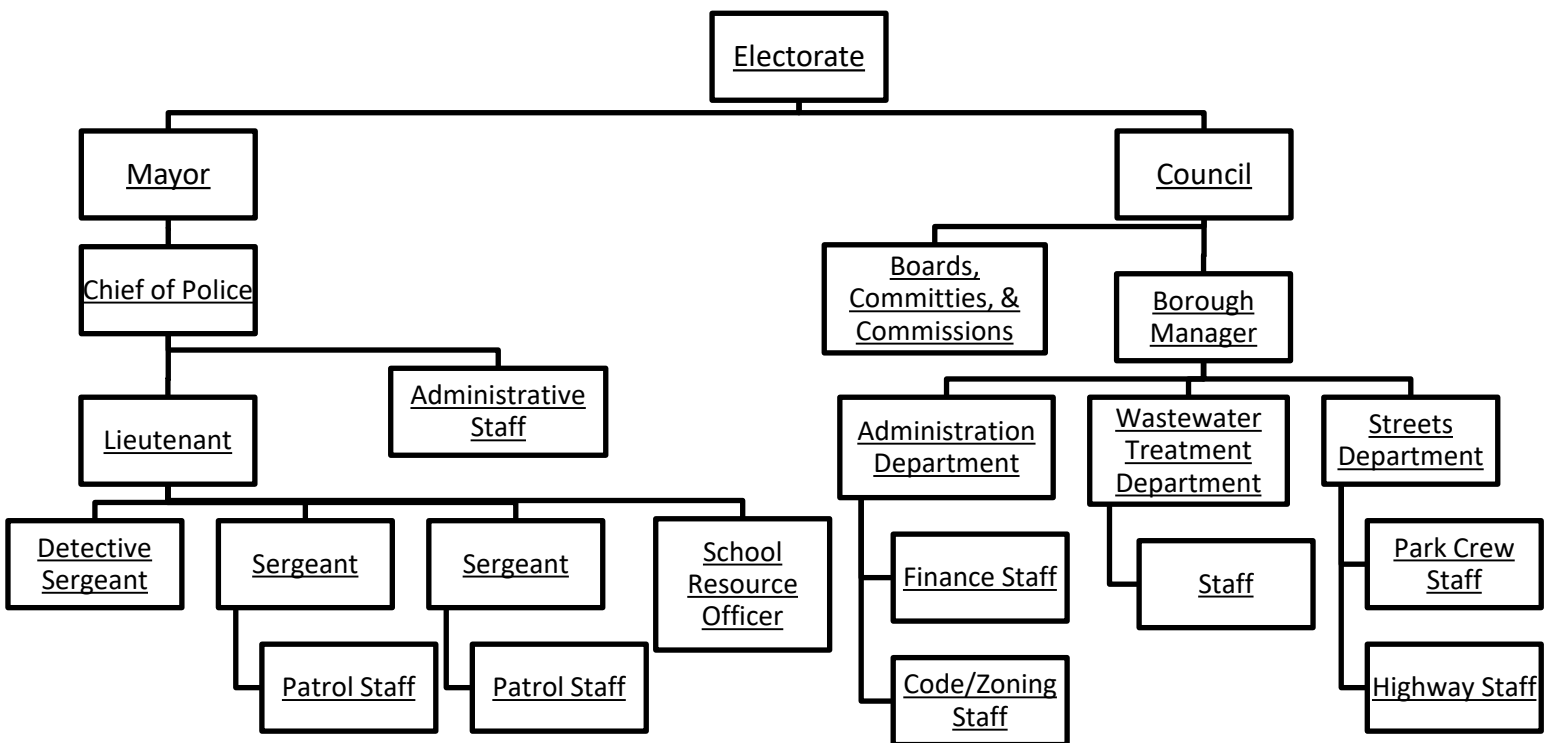 Electorate
Mayor
Council
Chief of Police
Boards,
Committies, &
Commissions
Borough
Manager
Lieutenant
Administrative
Staff
Administration
Department
Wastewater
Treatment
Department
Streets
Department
Detective
Sergeant
Sergeant
Sergeant
School
Resource
Officer
Finance Staff
Staff
Park Crew
Staff
Patrol Staff
Patrol Staff
Code/Zoning
Staff
Highway Staff